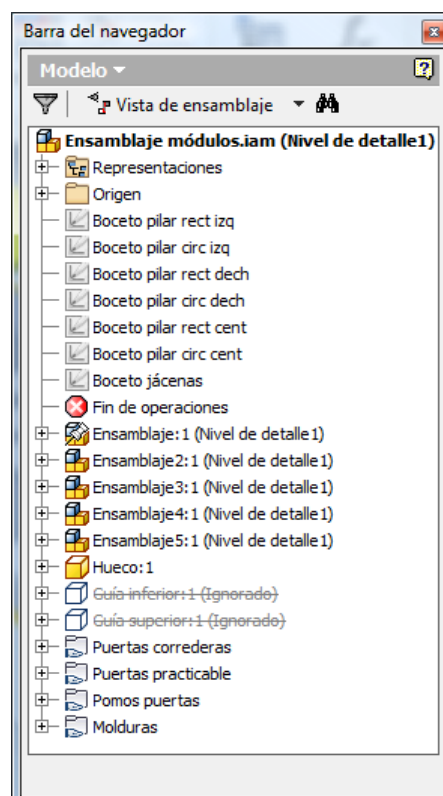 Barra del navegador
Modelo
Vista de ensamblaje
Ensamblaje módulos.iam (Nivel de detalle1)
Representaciones
Origen
Boceto pilar rect izq
Boceto pilar circ izq
Boceto pilar rect dech
Boceto pilar circ dech
Boceto pilar rect cent
Boceto pilar circ cent
Boceto jácenas
Fin de operaciones
Ensamblaje:1 (Nivel de detalle1)
Ensamblaje2:1 (Nivel de detalle1)
Ensamblaje3:1 (Nivel de detalle1)
Ensamblaje4:1 (Nivel de detalle1)
Ensamblaje5:1 (Nivel de detalle1)
Hueco:1
Guía inferior:1 (Ignorado)
Guía superior:1 (Ignorado)
Puertas correderas
Puertas practicable
Pomos puertas
Molduras